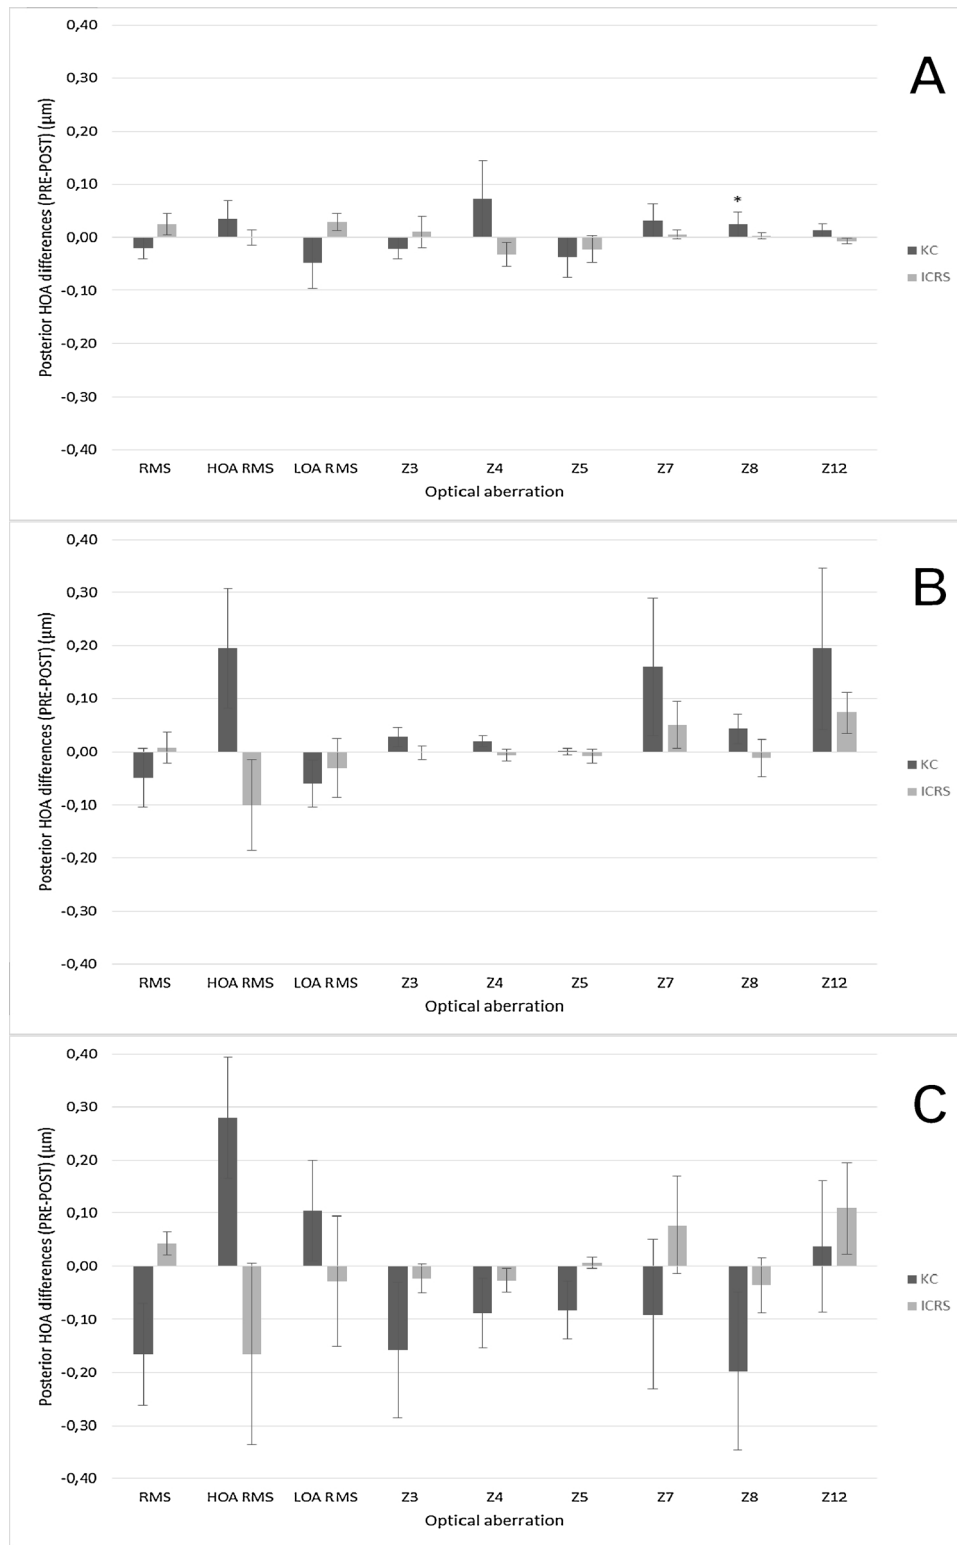 A
Posterior HOA differences (PRE-POST) (µm)
0,40
0,30
0,20
0,10
0,00
-0,10
-0,20
-0,30
-0,40
*
KC
ICRS
RMS HOA RMS LOA RMS Z3 Z4 Z5 Z7 Z8 Z12
Optical aberration
B
Posterior HOA differences (PRE-POST) (µm)
0,40
0,30
0,20
0,10
0,00
-0,10
-0,20
-0,30
-0,40
KC
ICRS
RMS HOA RMS LOA RMS Z3 Z4 Z5 Z7 Z8 Z12
Optical aberration
C
Posterior HOA differences (PRE-POST) (µm)
0,40
0,30
0,20
0,10
0,00
-0,10
-0,20
-0,30
-0,40
KC
ICRS
RMS HOA RMS LOA RMS Z3 Z4 Z5 Z7 Z8 Z12
Optical aberration